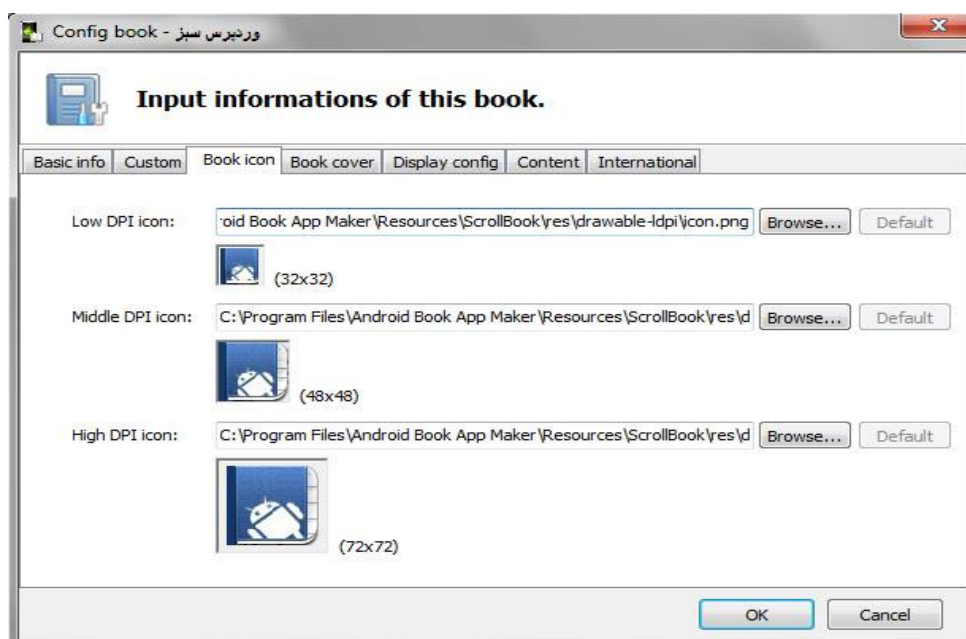 Config book - وردپرس سبز
Input informations of this book.
Basic info Custom Book icon Book cover Display config Content International
Low DPI icon: roid Book App Maker\Resources\ScrollBook\res\drawable-ldpi\icon.png Browse... Default
(32x32)
Middle DPI icon: C:\Program Files\Android Book App Maker\Resources\ScrollBook\res\d Browse... Default
(48x48)
High DPI icon: C:\Program Files\Android Book App Maker\Resources\ScrollBook\res\d Browse... Default
(72x72)
OK Cancel